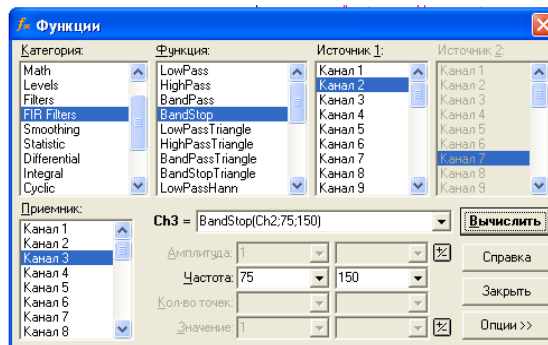 Функции
Категория: Функция: Источник 1: Источник 2:
Math LowPass Канал 1 Канал 1
Levels HighPass Канал 2 Канал 2
Filters BandPass Канал 3 Канал 3
FIR Filters BandStop Канал 4 Канал 4
Smoothing LowPassTriangle Канал 5 Канал 5
Statistic HighPassTriangle Канал 6 Канал 6
Differential BandPassTriangle Канал 7 Канал 7
Integral BandStopTriangle Канал 8 Канал 8
Cyclic LowPassHann Канал 9 Канал 9
Приемник:
Канал 1
Канал 2
Канал 3
Канал 4
Канал 5
Канал 6
Канал 7
Канал 8
Ch3 = BandStop(Ch2;75;150) Вычислить
Амплитуда: 1
Частота: 75 150
Кол-во точек:
Значение: 1
Справка
Закрыть
Опции >>